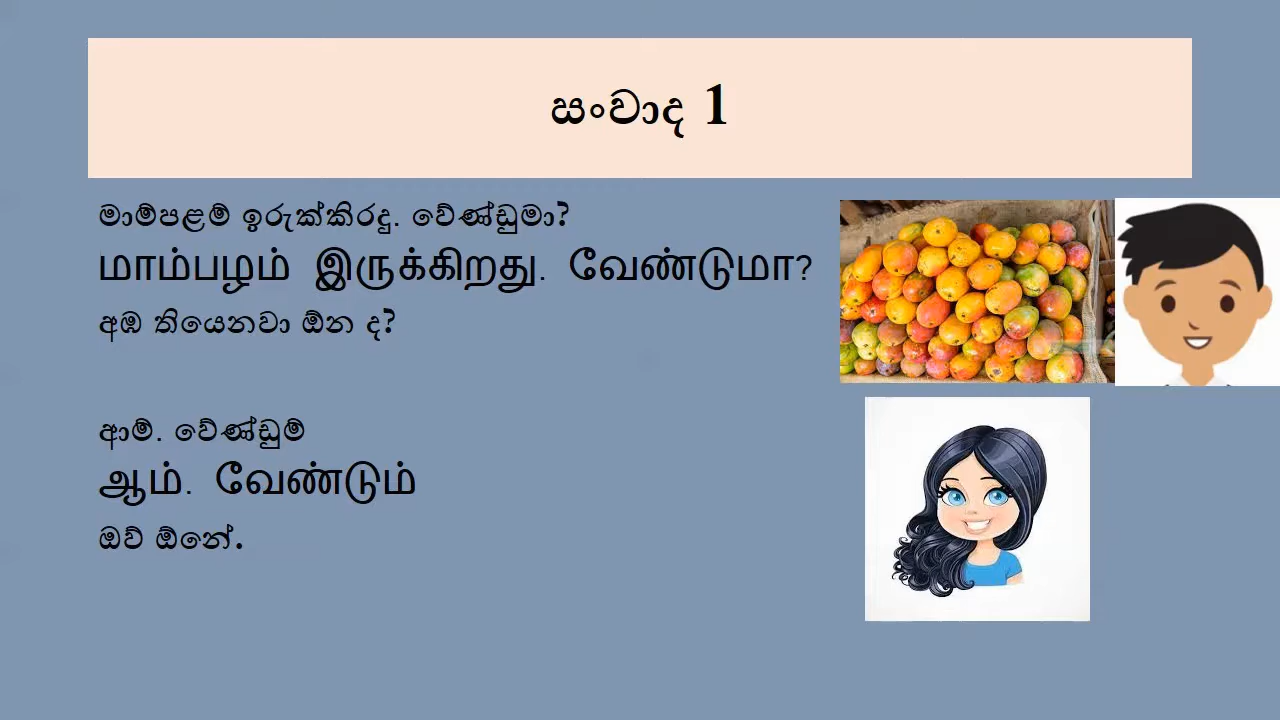 සංවාද 1
මාම්පළම් ඉරුක්කිරදු. වේණ්ඩුමා?
மாம்பழம் இருக்கிறது. வேண்டுமா?
අඹ තියෙනවා ඕන ද?
ආම්. වේණ්ඩුම්
ஆம். வேண்டும்
ඔව් ඕනේ.